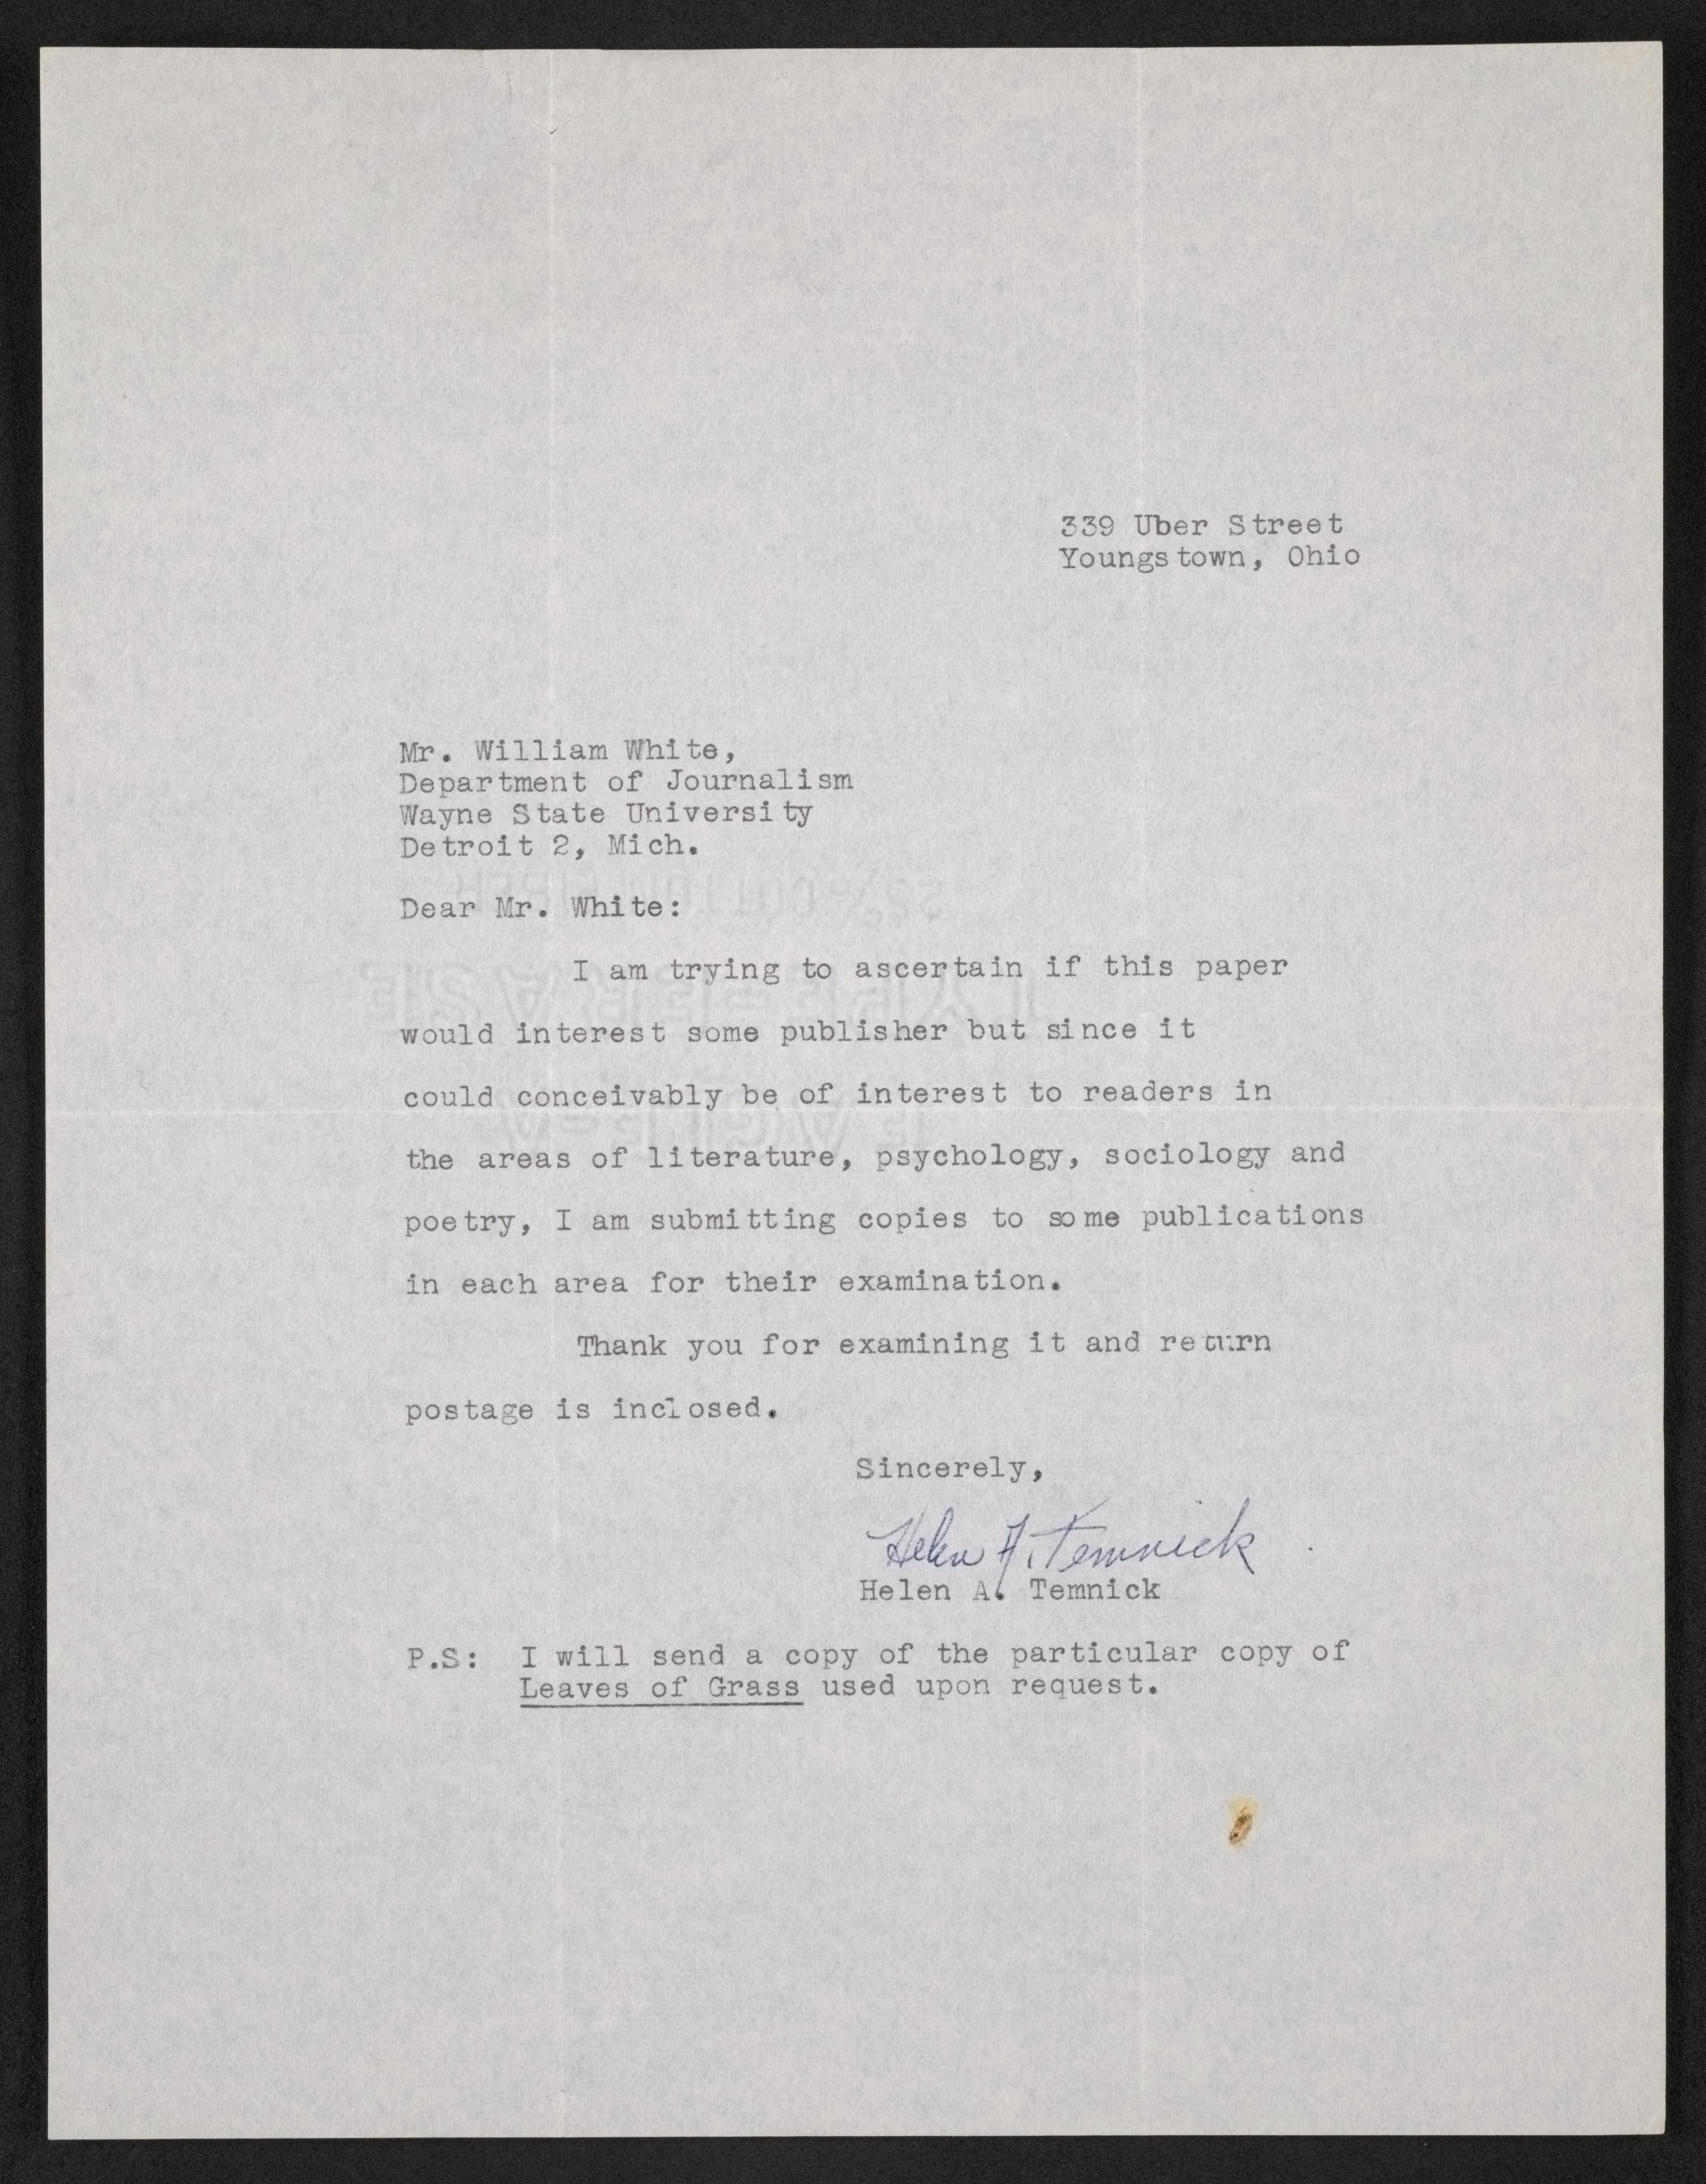 339 Uber Street
Youngstown, Ohio
Mr. William White,
Department of Journalism
Wayne State University
Detroit 2, Mich.
Dear Mr. White:
I am trying to ascertain if this paper
would interest some publisher but since it
could conceivably be of interest to readers in
the areas of literature, psychology, sociology and
poetry, I am submitting copies to some publications
in each area for their examination.
Thank you for examining it and return
postage is inclosed.
Sincerely,
Helen A. Temnick
Helen A. Temnick
P.S: I will send a copy of the particular copy of
Leaves of Grass used upon request.